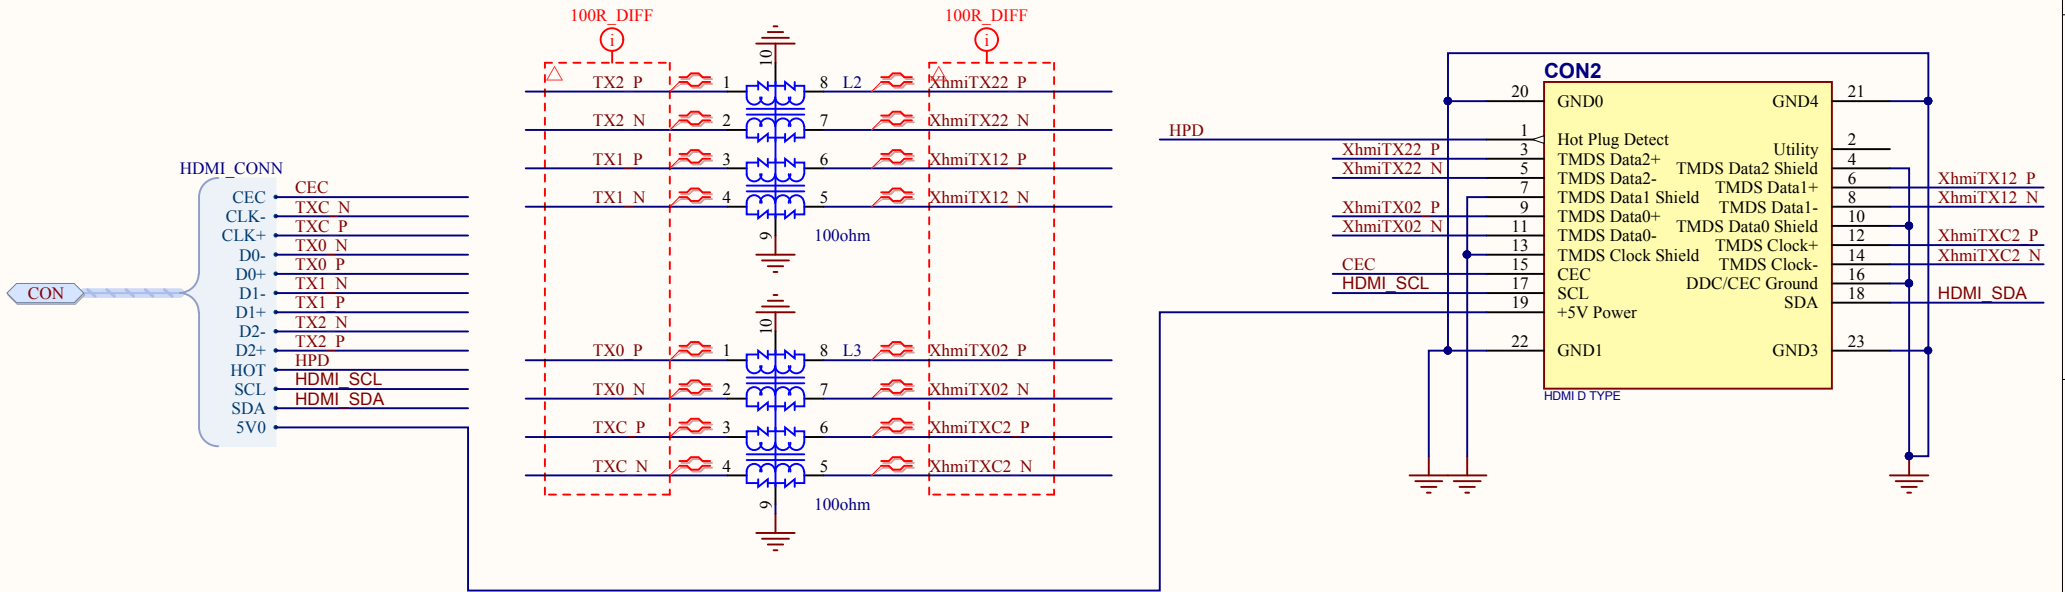 CON
HDMI_CONN
CEC CEC
CLK- TXC_N
CLK+ TXC_P
D0- TX0_N
D0+ TX0_P
D1- TX1_N
D1+ TX1_P
D2- TX2_N
D2+ TX2_P
HOT HPD
SCL HDMI_SCL
SDA HDMI_SDA
5V0
100R_DIFF 100R_DIFF
i i
10
TX2_P 1 8 L2 XhmiTX22_P
TX2_N 2 7 XhmiTX22_N
TX1_P 3 6 XhmiTX12_P
TX1_N 4 5 XhmiTX12_N
9 100ohm
10
TX0_P 1 8 L3 XhmiTX02_P
TX0_N 2 7 XhmiTX02_N
TXC_P 3 6 XhmiTXC2_P
TXC_N 4 5 XhmiTXC2_N
9 100ohm
CON2
20 GND0 GND4 21
HPD 1 Hot Plug Detect
Utility 2
XhmiTX22_P 3 TMDS Data2+
TMDS Data2 Shield 4
XhmiTX22_N 5 TMDS Data2-
TMDS Data1+ 6 XhmiTX12_P
7 TMDS Data1 Shield
TMDS Data1- 8 XhmiTX12_N
XhmiTX02_P 9 TMDS Data0+
TMDS Data0 Shield 10
XhmiTX02_N 11 TMDS Data0-
TMDS Clock+ 12 XhmiTXC2_P
13 TMDS Clock Shield
TMDS Clock- 14 XhmiTXC2_N
CEC 15 CEC
DDC/CEC Ground 16
HDMI_SCL 17 SCL
SDA 18 HDMI_SDA
19 +5V Power
22 GND1 GND3 23
HDMI D TYPE